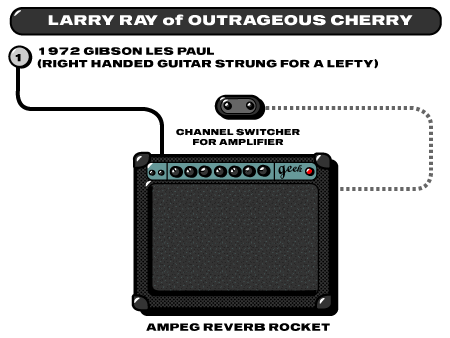 LARRY RAY of OUTRAGEOUS CHERRY
1 1972 GIBSON LES PAUL
(RIGHT HANDED GUITAR STRUNG FOR A LEFTY)
CHANNEL SWITCHER
FOR AMPLIFIER
geek
AMPEG REVERB ROCKET